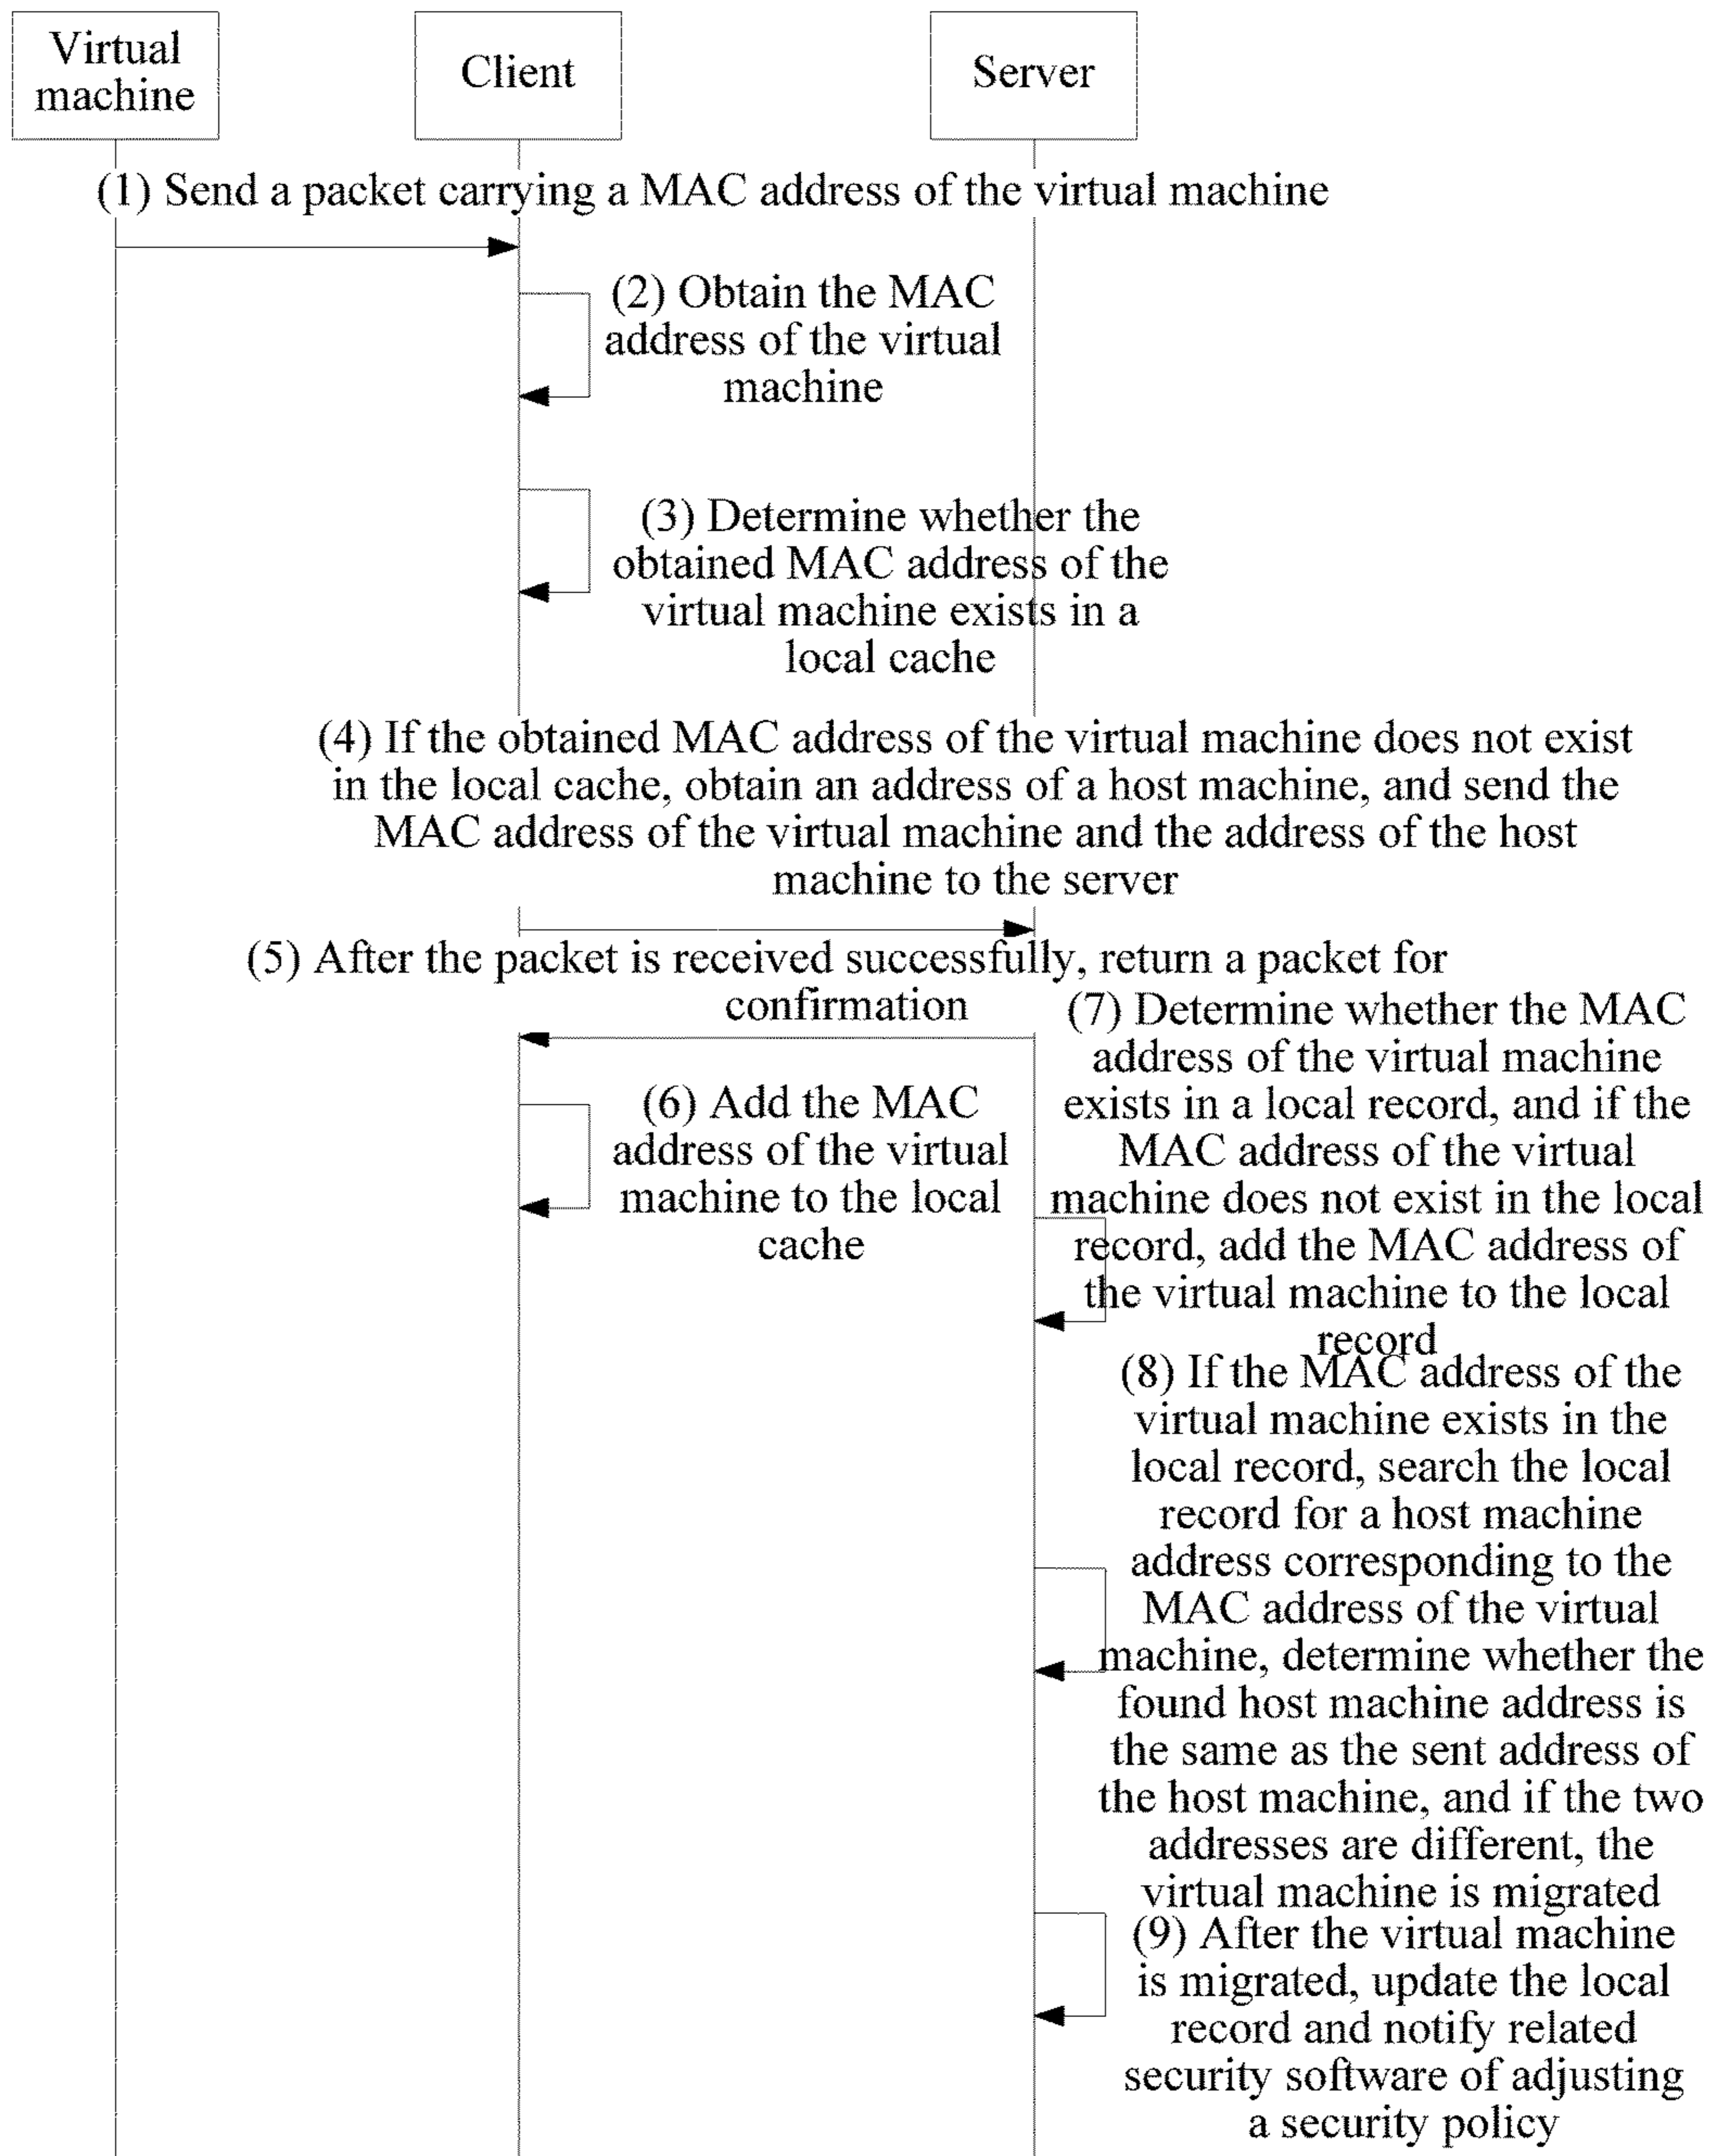 Virtual
machine
Client
Server
(1) Send a packet carrying a MAC address of the virtual machine
(2) Obtain the MAC
address of the virtual
machine
(3) Determine whether the
obtained MAC address of the
virtual machine exists in a
local cache
(4) If the obtained MAC address of the virtual machine does not exist
in the local cache, obtain an address of a host machine, and send the
MAC address of the virtual machine and the address of the host
machine to the server
(5) After the packet is received successfully, return a packet for
confirmation
(6) Add the MAC
address of the virtual
machine to the local
cache
(7) Determine whether the MAC
address of the virtual machine
exists in a local record, and if the
MAC address of the virtual
machine does not exist in the local
record, add the MAC address of
the virtual machine to the local
record
(8) If the MAC address of the
virtual machine exists in the
local record, search the local
record for a host machine
address corresponding to the
MAC address of the virtual
machine, determine whether the
found host machine address is
the same as the sent address of
the host machine, and if the two
addresses are different, the
virtual machine is migrated
(9) After the virtual machine
is migrated, update the local
record and notify related
security software of adjusting
a security policy